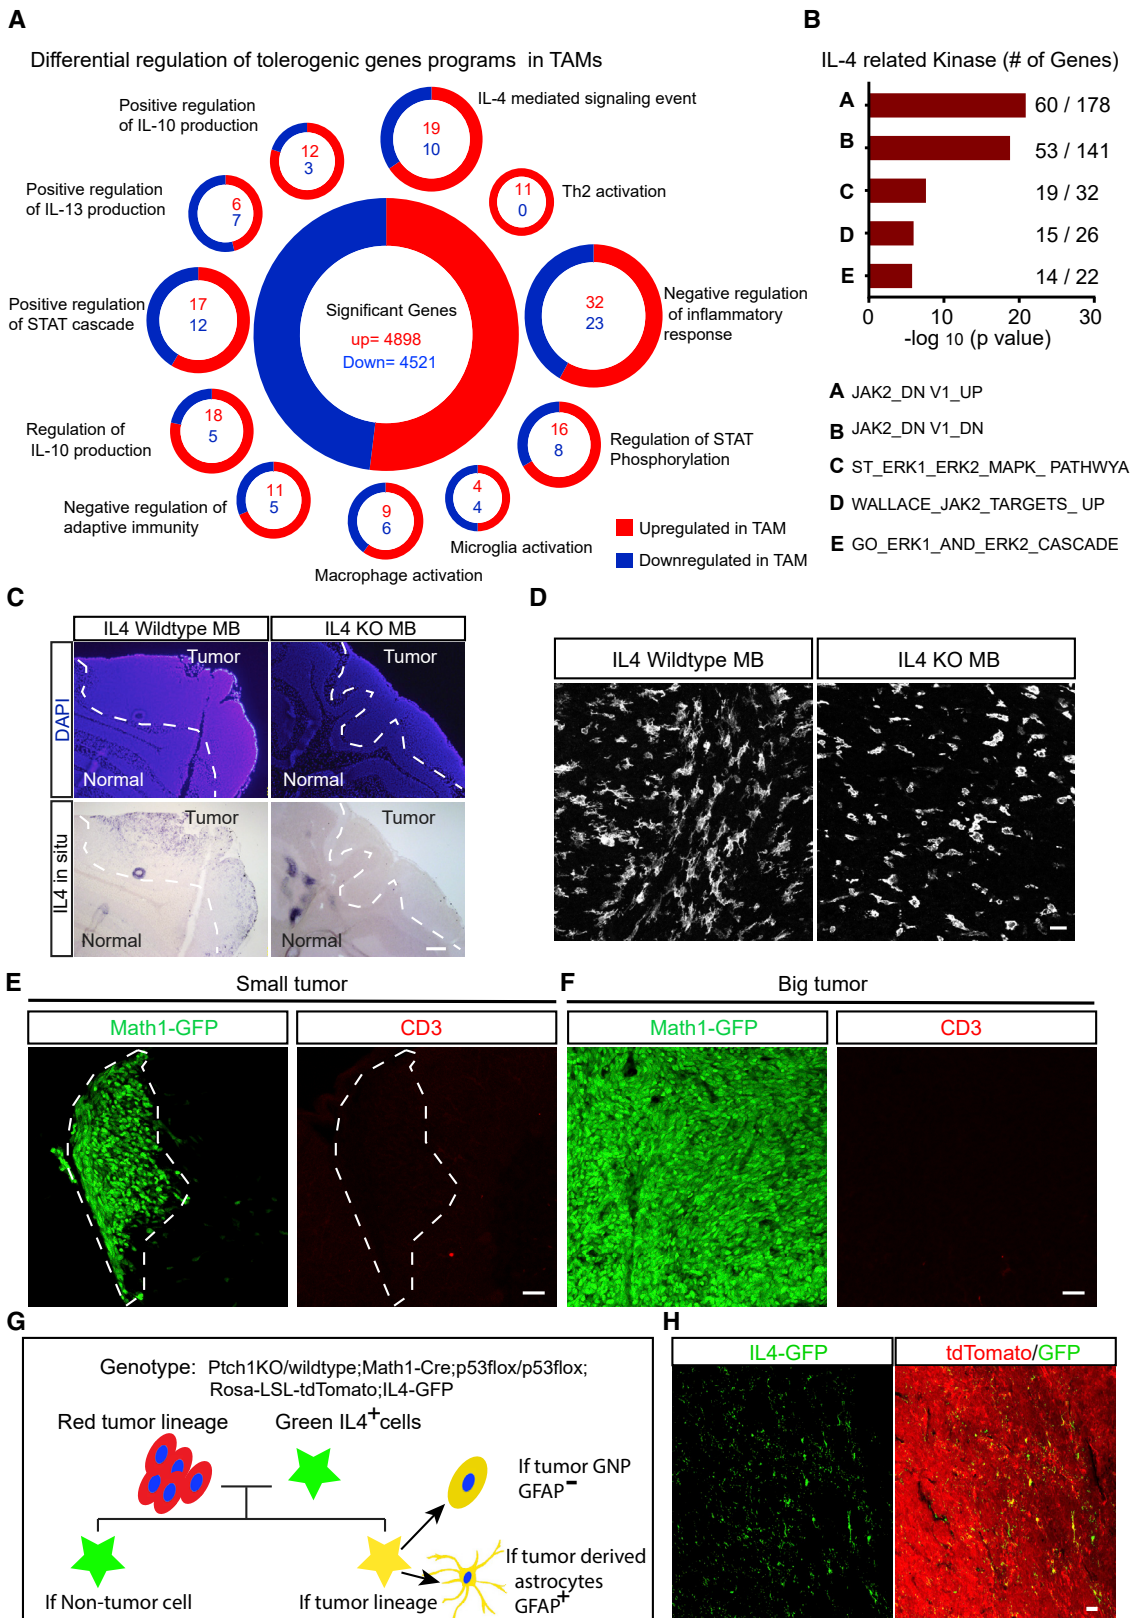 A
Differential regulation of tolerogenic genes programs in TAMs
Positive regulation
of IL-10 production
12
3
19
10
IL-4 mediated signaling event
11
0
Th2 activation
Positive regulation
of IL-13 production
6
7
Positive regulation
of STAT cascade
17
12
Significant Genes
up= 4898
Down= 4521
32
23
Negative regulation
of inflammatory
response
Regulation of
IL-10 production
18
5
16
8
Regulation of STAT
Phosphorylation
Negative regulation of
adaptive immunity
11
5
9
6
Macrophage activation
4
4
Microglia activation
Upregulated in TAM
Downregulated in TAM
B
IL-4 related Kinase (# of Genes)
A 60 / 178
B 53 / 141
C 19 / 32
D 15 / 26
E 14 / 22
0 10 20 30
-log 10 (p value)
A JAK2_DN V1_UP
B JAK2_DN V1_DN
C ST_ERK1_ERK2_MAPK_ PATHWYA
D WALLACE_JAK2_TARGETS_ UP
E GO_ERK1_AND_ERK2_CASCADE
C
IL4 Wildtype MB IL4 KO MB
DAPI
Tumor
Normal
Tumor
Normal
IL4 in situ
Tumor
Normal
Tumor
Normal
D
IL4 Wildtype MB IL4 KO MB
E
Small tumor
Math1-GFP CD3
F
Big tumor
Math1-GFP CD3
G
Genotype: Ptch1KO/wildtype;Math1-Cre;p53flox/p53flox;
Rosa-LSL-tdTomato;IL4-GFP
Red tumor lineage
Green IL4+cells
If tumor GNP
GFAP-
If Non-tumor cell
If tumor lineage
If tumor derived
astrocytes
GFAP+
H
IL4-GFP tdTomato/GFP